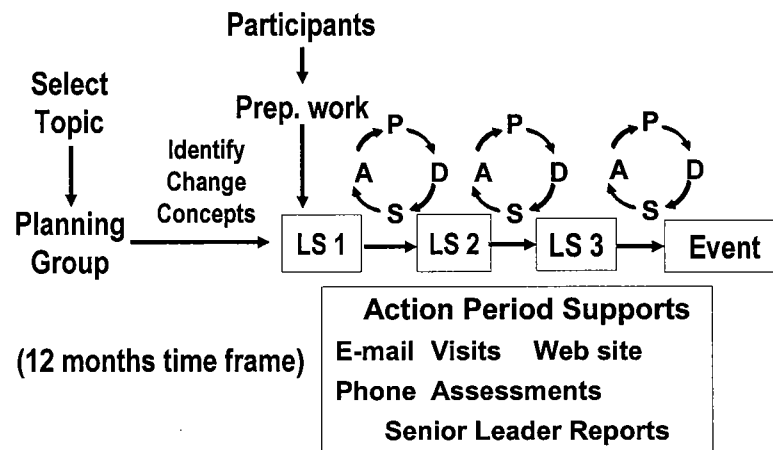 Participants
Select
Topic
Prep. work
Identify
Change
Concepts
Planning
Group
P
A D
S
P
A D
S
P
A D
S
LS 1
LS 2
LS 3
Event
(12 months time frame)
Action Period Supports
E-mail Visits Web site
Phone Assessments
Senior Leader Reports